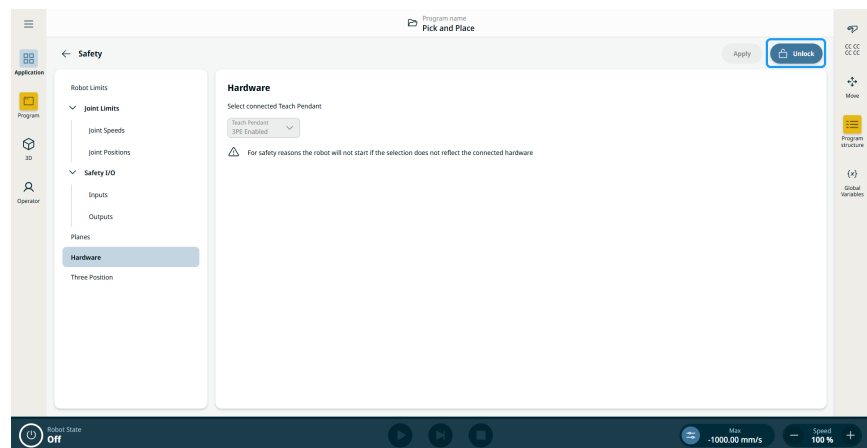 Program name
Pick and Place
Safety
Apply
Unlock
Application
Program
3D
Operator
Robot Limits
Joint Limits
Joint Speeds
Joint Positions
Safety I/O
Inputs
Outputs
Planes
Hardware
Three Position
Hardware
Select connected Teach Pendant
Teach Pendant
3PE Enabled
For safety reasons the robot will not start if the selection does not reflect the connected hardware
CC CC
CC CC
Move
Program
structure
{x}
Global
Variables
Robot State
Off
Max
-1000.00 mm/s
Speed
100 %